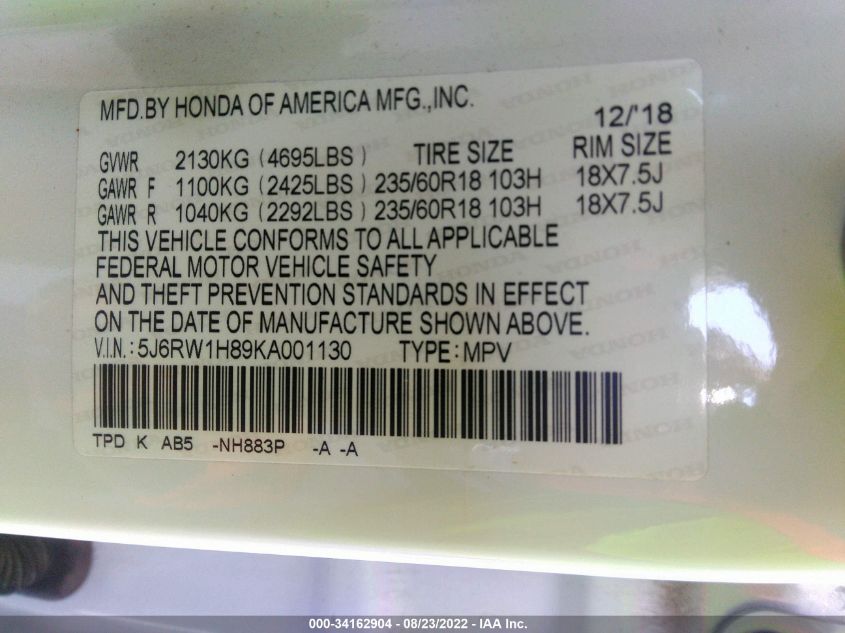 MFD.BY HONDA OF AMERICA MFG.,INC.
12/'18
GVWR 2130KG (4695LBS) TIRE SIZE RIM SIZE
GAWR F 1100KG (2425LBS) 235/60R18 103H 18X7.5J
GAWR R 1040KG (2292LBS) 235/60R18 103H 18X7.5J
THIS VEHICLE CONFORMS TO ALL APPLICABLE
FEDERAL MOTOR VEHICLE SAFETY
AND THEFT PREVENTION STANDARDS IN EFFECT
ON THE DATE OF MANUFACTURE SHOWN ABOVE.
V.I.N.: 5J6RW1H89KA001130 TYPE: MPV
TPD K AB5 -NH883P -A -A
000-34162904 - 08/23/2022 - IAA Inc.